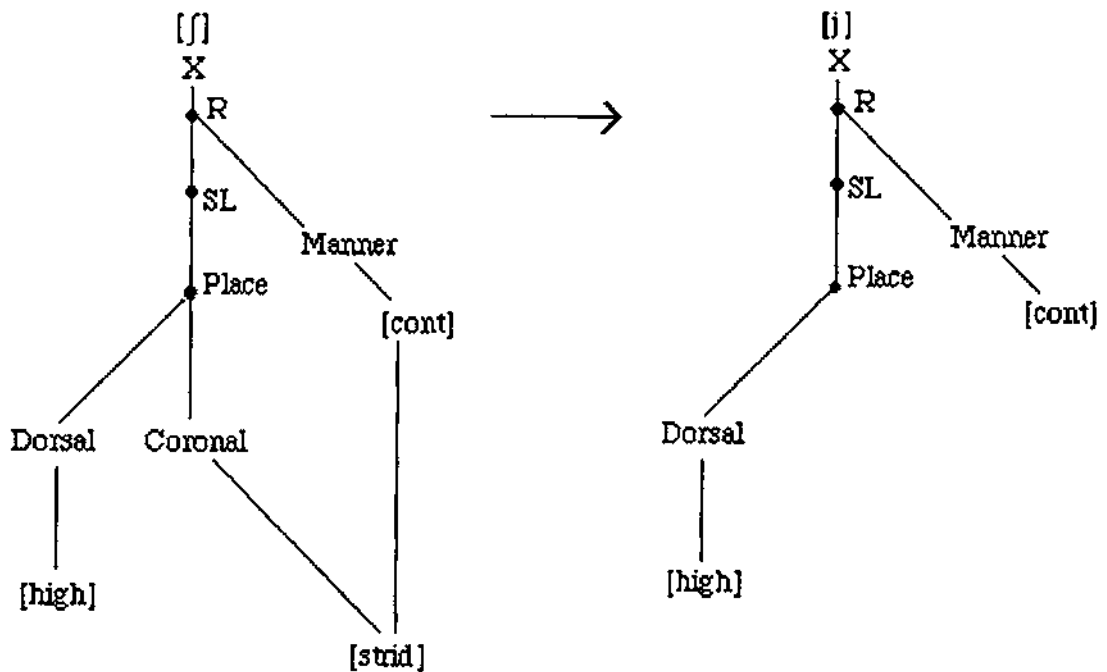 [ʃ] [j]
X X
R R
SL SL
Manner Manner
Place Place
[cont] [cont]
Dorsal Coronal Dorsal
[high] [high]
[strid]